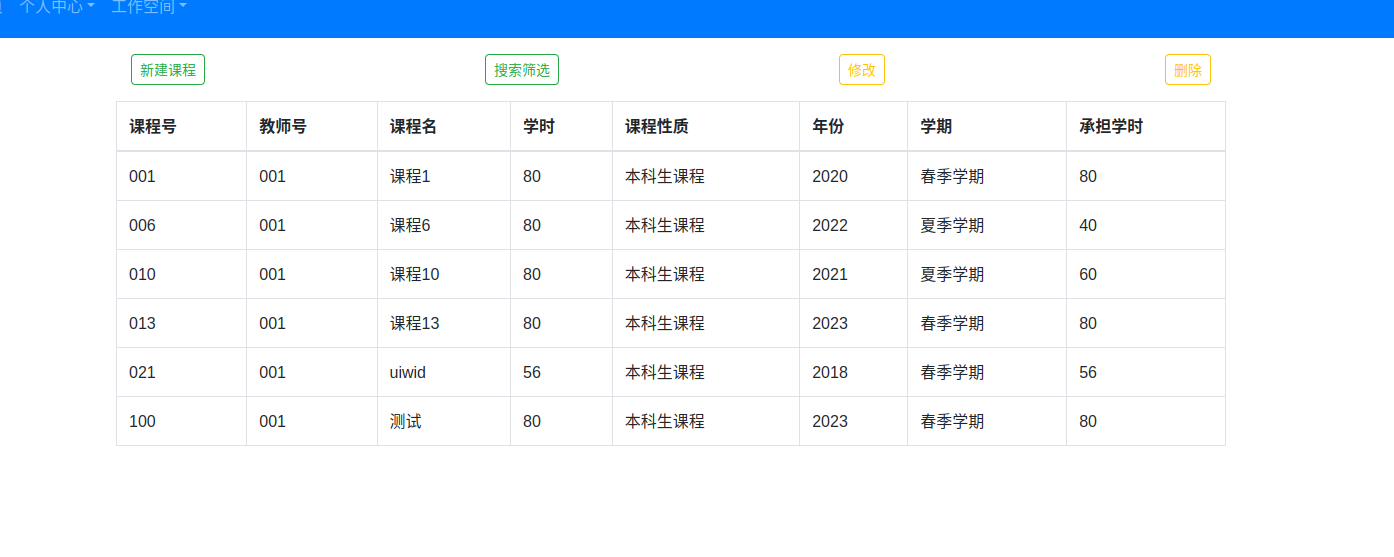 个人中心 工作空间
新建课程 搜索筛选 修改 删除
课程号 教师号 课程名 学时 课程性质 年份 学期 承担学时
001 001 课程1 80 本科生课程 2020 春季学期 80
006 001 课程6 80 本科生课程 2022 夏季学期 40
010 001 课程10 80 本科生课程 2021 夏季学期 60
013 001 课程13 80 本科生课程 2023 春季学期 80
021 001 uiwid 56 本科生课程 2018 春季学期 56
100 001 测试 80 本科生课程 2023 春季学期 80